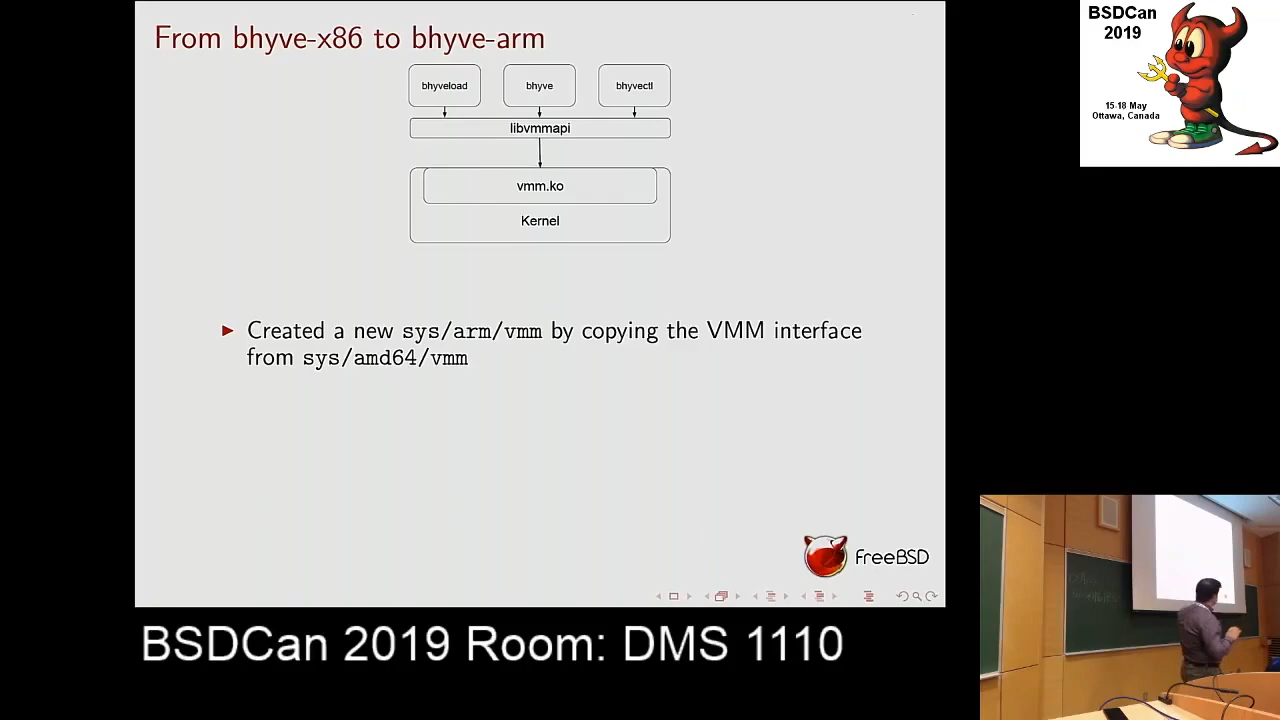 From bhyve-x86 to bhyve-arm
bhyveload
bhyve
bhyvectl
libvmmapi
vmm.ko
Kernel
► Created a new sys/arm/vmm by copying the VMM interface
from sys/amd64/vmm
FreeBSD
BSDCan 2019 Room: DMS 1110
BSDCan
2019
15-18 May
Ottawa, Canada